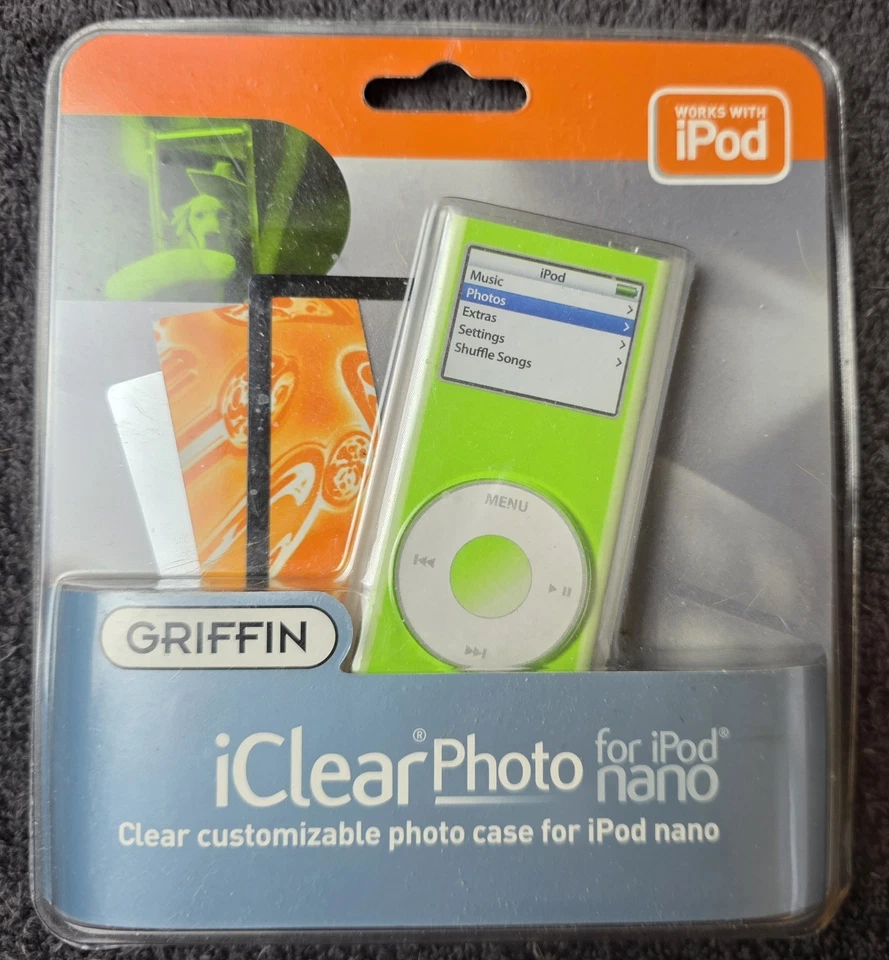 WORKS WITH
iPod
iPod
Music
Photos
Extras
Settings
Shuffle Songs
MENU
GRIFFIN
iClear® Photo for iPod® nano
Clear customizable photo case for iPod nano